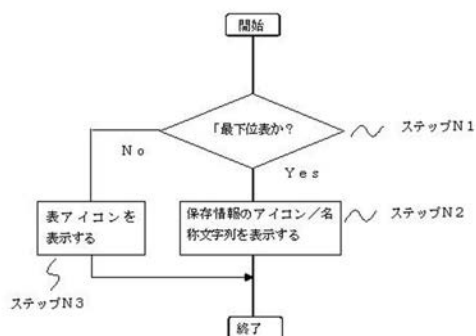 開始
「最下位表か?
ステップN1
No
Yes
表アイコンを
表示する
保存情報のアイコン/名
称文字列を表示する
ステップN2
ステップN3
終了